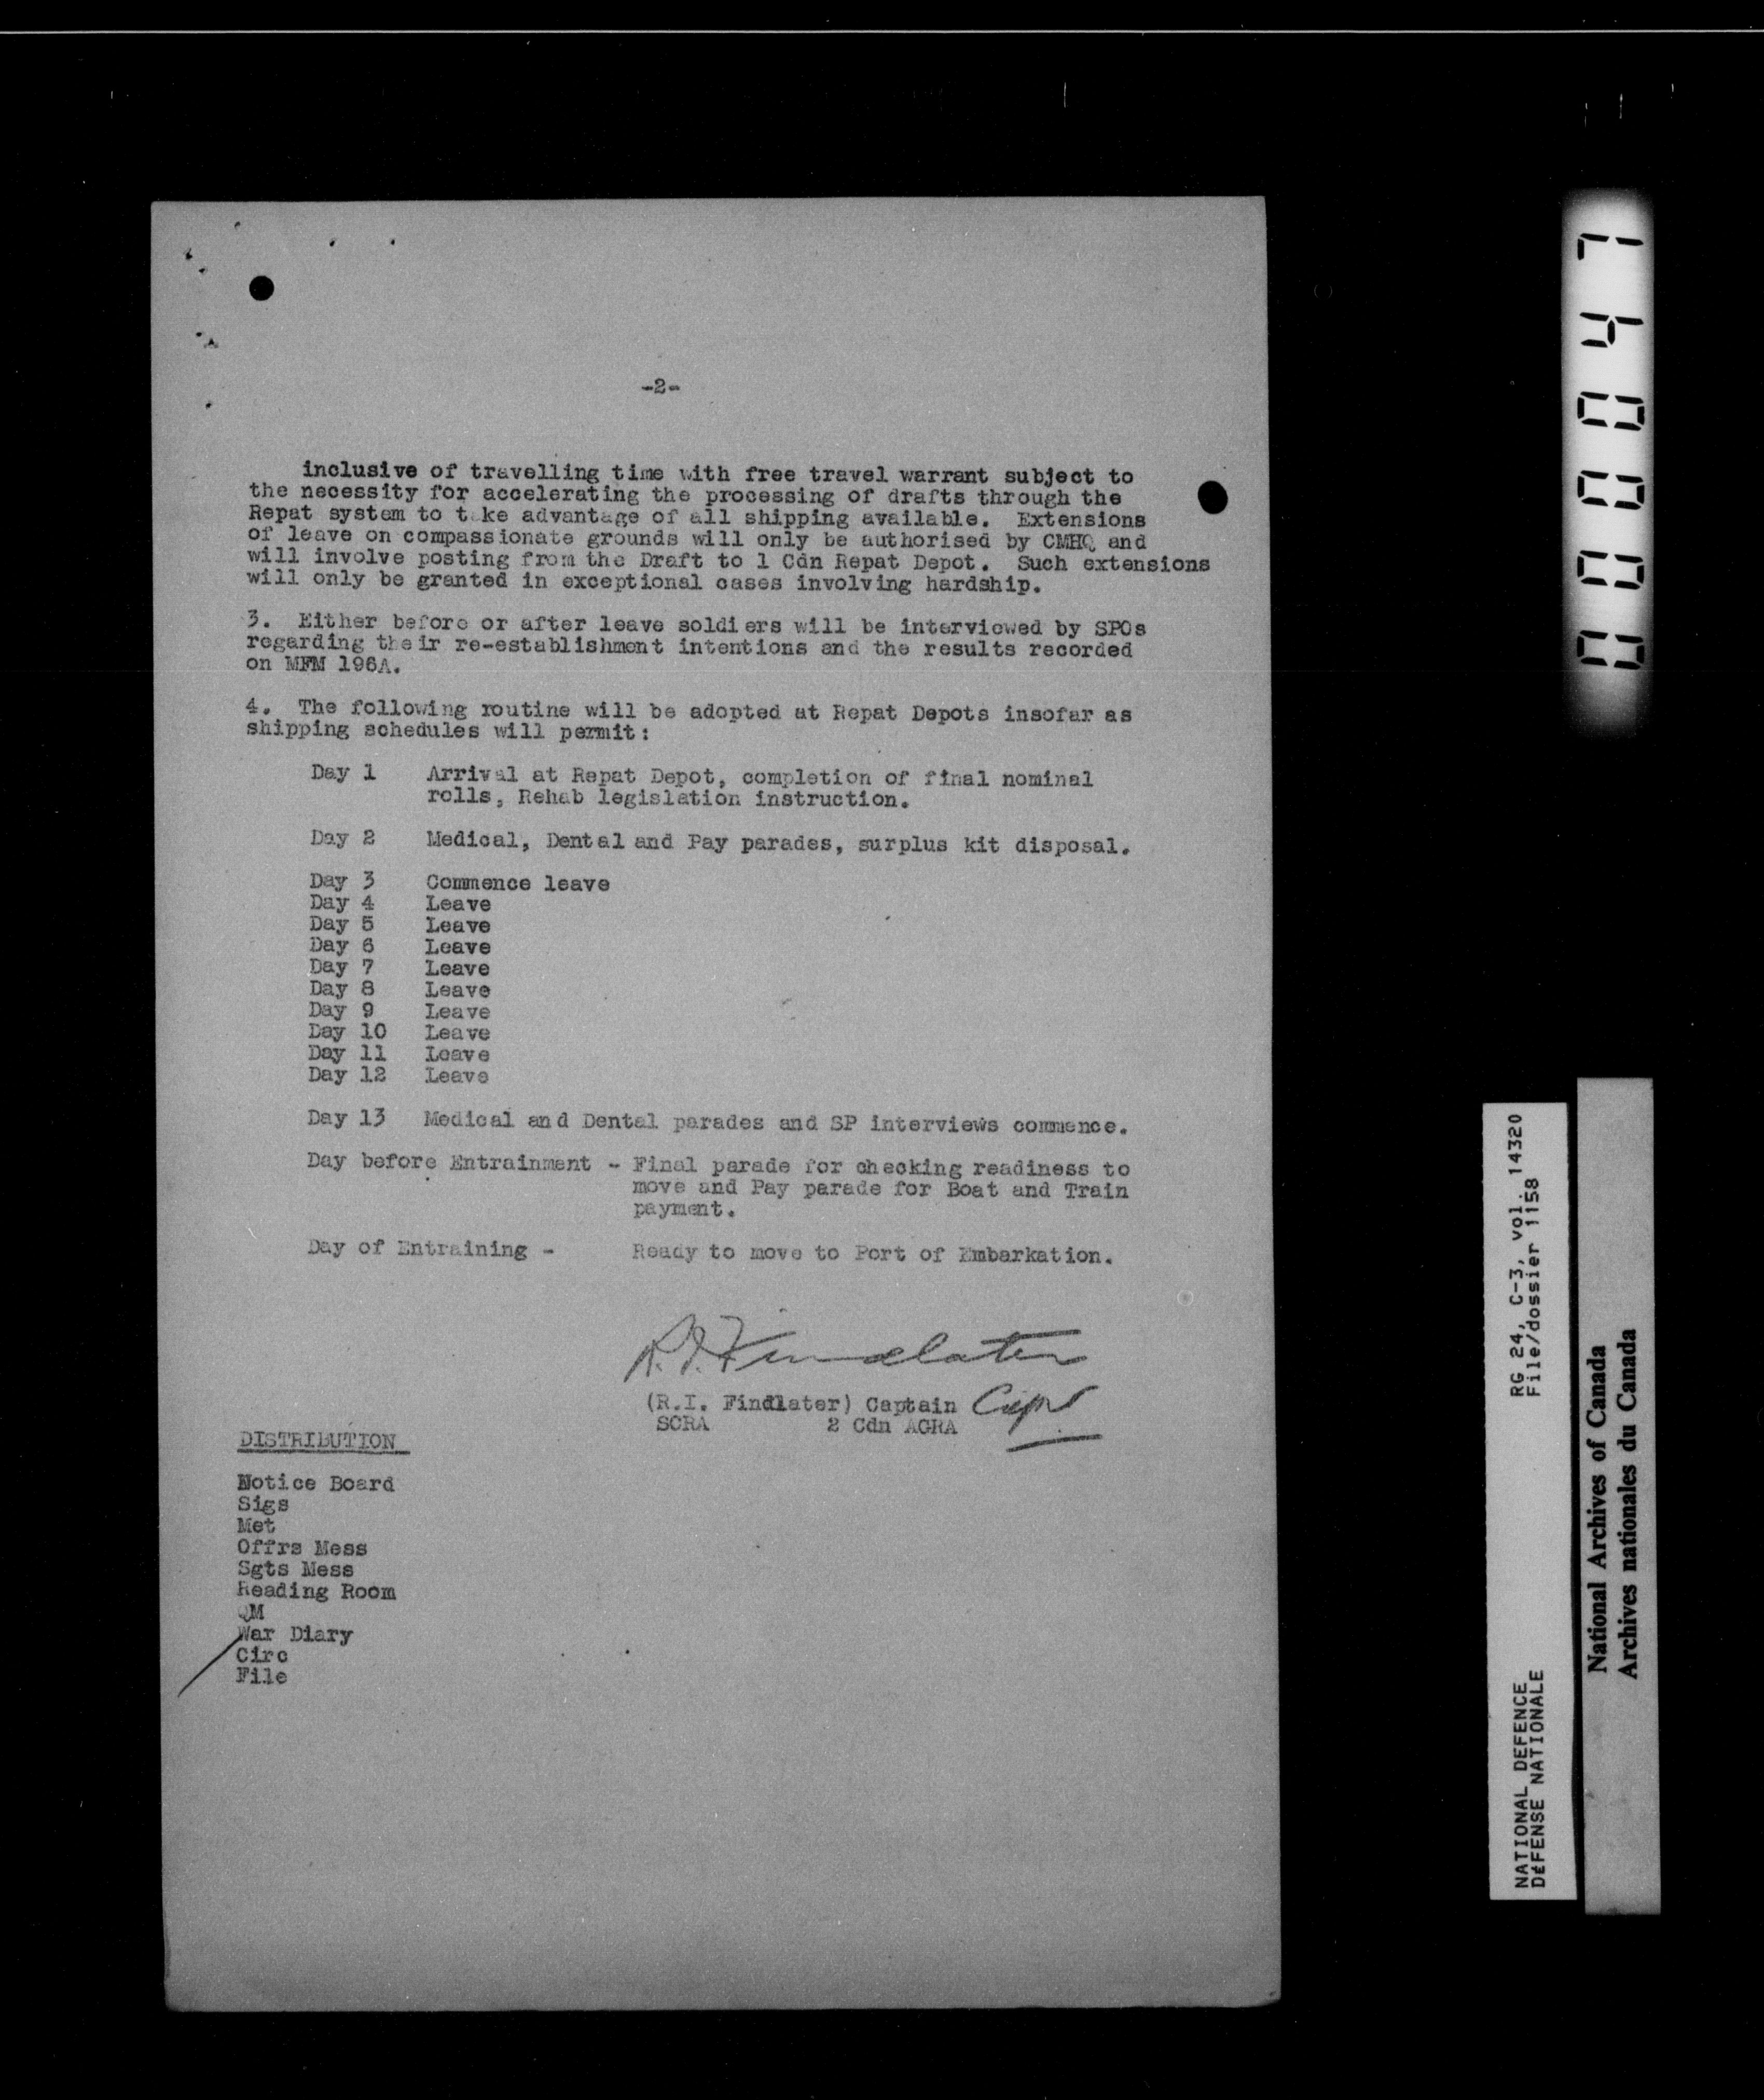 -2-
inclusive of travelling time with free travel warrant subject to
the necessity for accelerating the processing of drafts through the
Repat system to t ke advantage of all shipping available. Extensions
of leave on compassionate grounds will only be authorised by CMHQ and
will involve posting from the Draft to 1 Cdn Repat Depot. Such extensions
will only be granted in exceptional cases involving hardship.
3. Either before or after leave soldiers will be interviewed by SPOs
regarding their re-establishment intentions and the results recorded
on MFM 196A.
4. The following routine will be adopted at Repat Depots insofar as
shipping schedules will permit:
Day 1 Arrival at Repat Depot, completion of final nominal
rolls, Rehab legislation instruction.
Day 2 Medical, Dental and Pay parades, surplus kit disposal.
Day 3 Commence leave
Day 4 Leave
Day 5 Leave
Day 6 Leave
Day 7 Leave
Day 8 Leave
Day 9 Leave
Day 10 Leave
Day 11 Leave
Day 12 Leave
Day 13 Medical and Dental parades and SP interviews commence.
Day before Entrainment - Final parade for checking readiness to
move and Pay parade for Boat and Train
payment.
Day of Entraining - Ready to move to Port of Embarkation.
R.I. Findlater
(R.I. Findlater) Captain Capt
SCRA 2 Cdn AGRA
DISTRIBUTION
Notice Board
Sigs
Met
Offrs Mess
Sgts Mess
Reading Room
QM
War Diary
Circ
File
000047
RG 24, C-3, vol. 14320
File/dossier 1158
NATIONAL DEFENCE
DÉFENSE NATIONALE
National Archives of Canada
Archives nationales du Canada